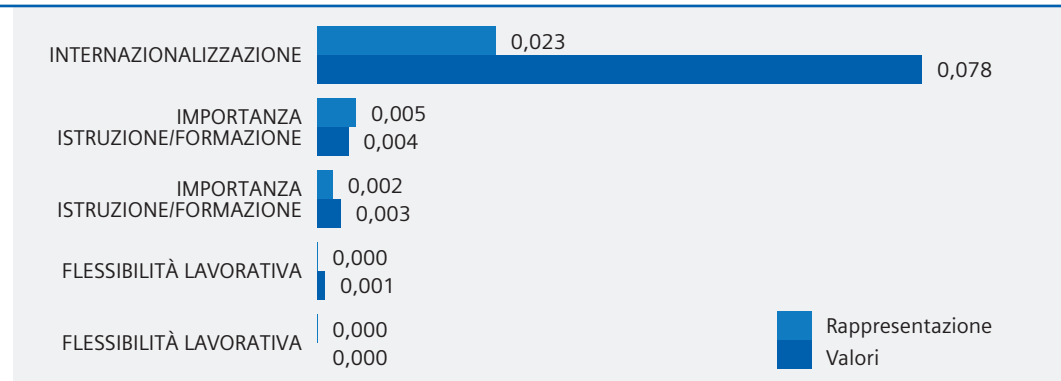 INTERNAZIONALIZZAZIONE
0,023
0,078
IMPORTANZA
ISTRUZIONE/FORMAZIONE
0,005
0,004
IMPORTANZA
ISTRUZIONE/FORMAZIONE
0,002
0,003
FLESSIBILITÀ LAVORATIVA
0,000
0,001
FLESSIBILITÀ LAVORATIVA
0,000
0,000
Rappresentazione
Valori